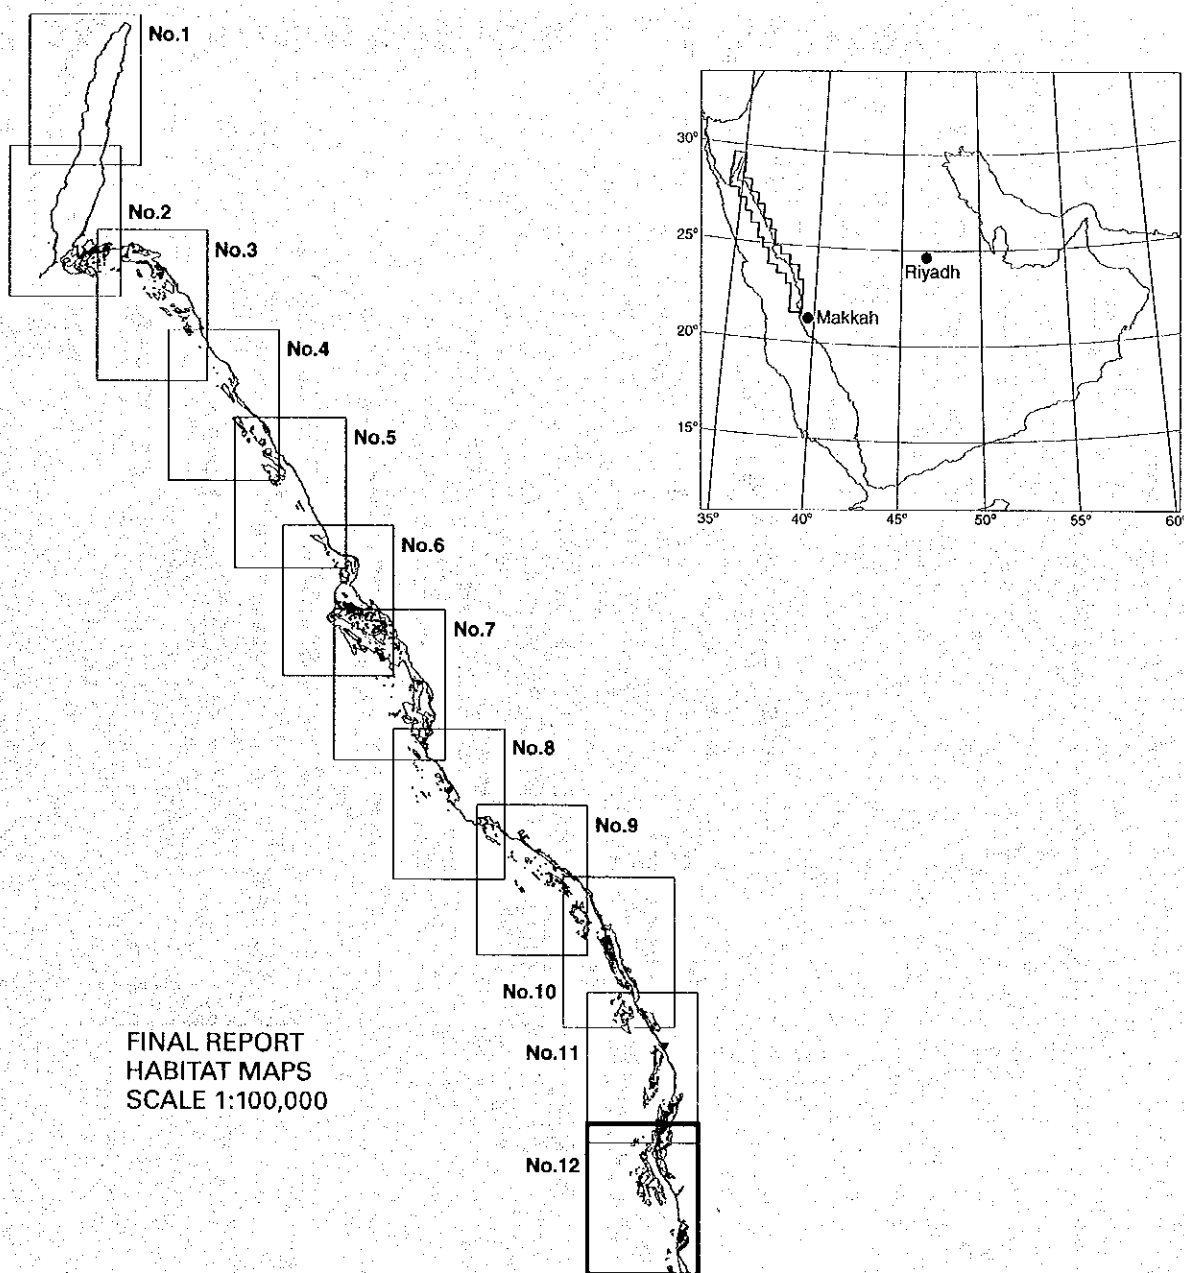 No.1
No.2
No.3
No.4
No.5
No.6
No.7
No.8
No.9
No.10
No.11
No.12
30°
25°
20°
15°
Riyadh
Makkah
35° 40° 45° 50° 55° 60°
FINAL REPORT
HABITAT MAPS
SCALE 1:100,000